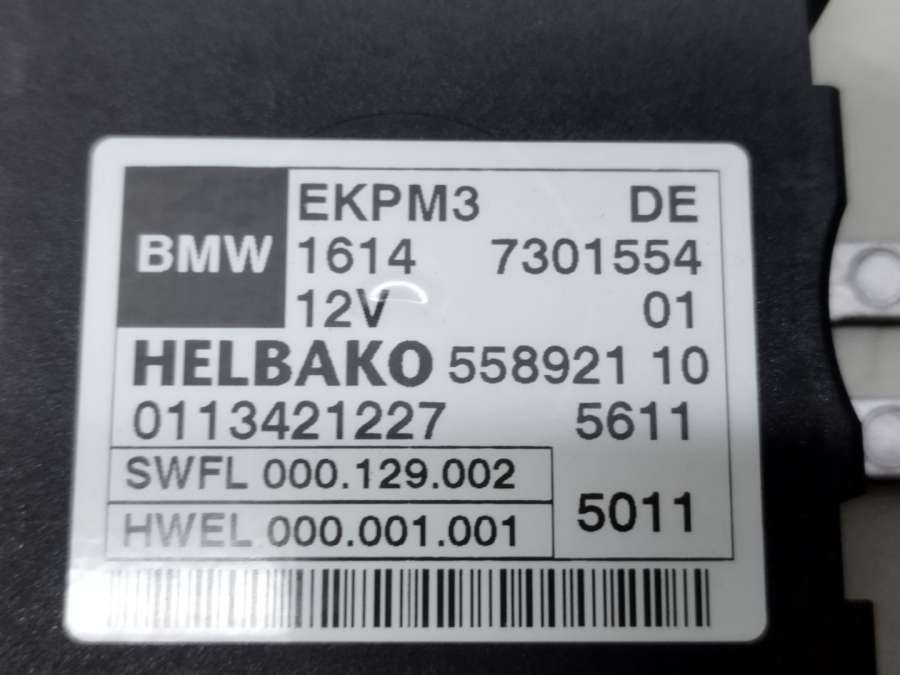 BMW
EKPM3 DE
1614 7301554
12V 01
HELBAKO 558921 10
0113421227 5611
SWFL 000.129.002
HWEL 000.001.001
5011